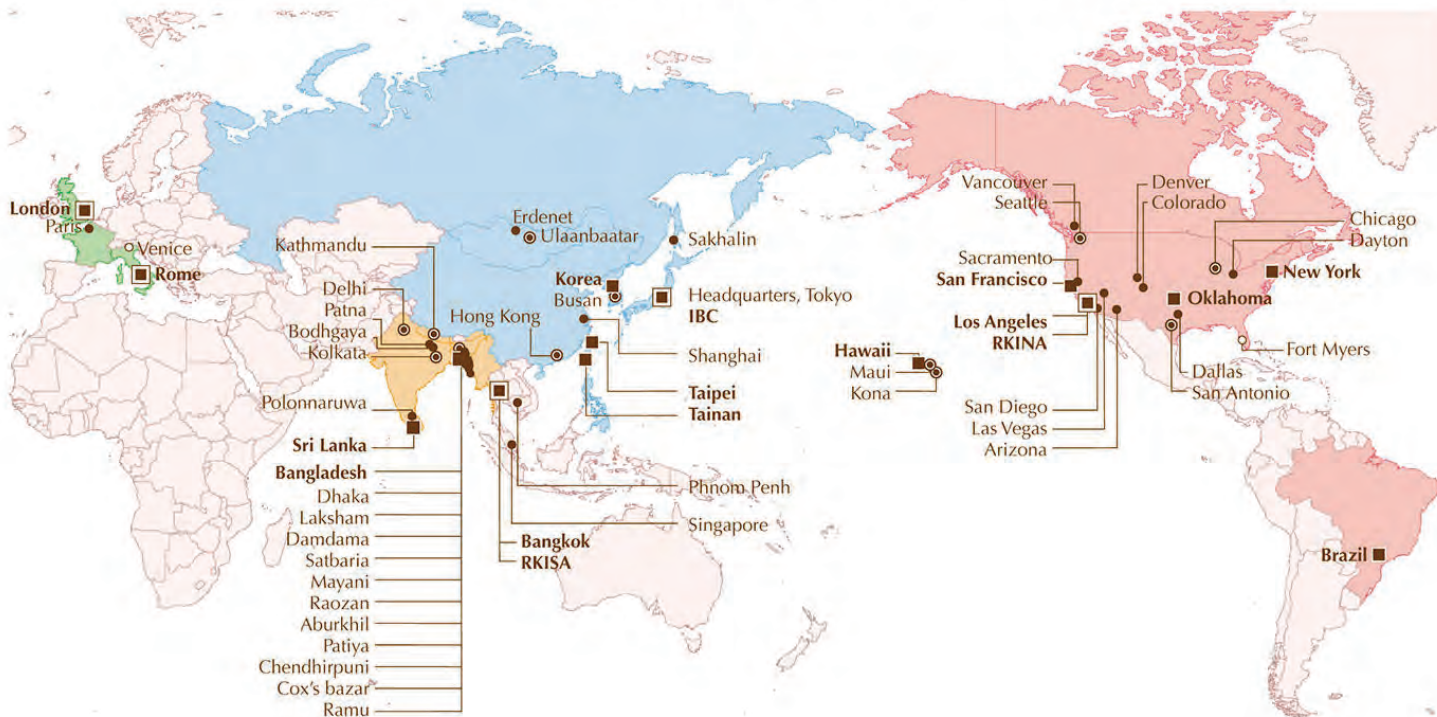 London
Paris
Venice
Rome
Kathmandu
Delhi
Patna
Bodhgaya
Kolkata
Polonnaruwa
Sri Lanka
Bangladesh
Dhaka
Laksham
Damdama
Satbaria
Mayani
Raozan
Aburkhil
Patiya
Chendhirpuni
Cox's bazar
Ramu
Erdenet
Ulaanbaatar
Sakhalin
Korea
Busan
Headquarters, Tokyo
IBC
Hong Kong
Shanghai
Taipei
Tainan
Phnom Penh
Singapore
Bangkok
RKISA
Hawaii
Maui
Kona
Vancouver
Seattle
Denver
Colorado
Chicago
Dayton
Sacramento
San Francisco
New York
Oklahoma
Los Angeles
RKINA
Fort Myers
Dallas
San Antonio
San Diego
Las Vegas
Arizona
Brazil